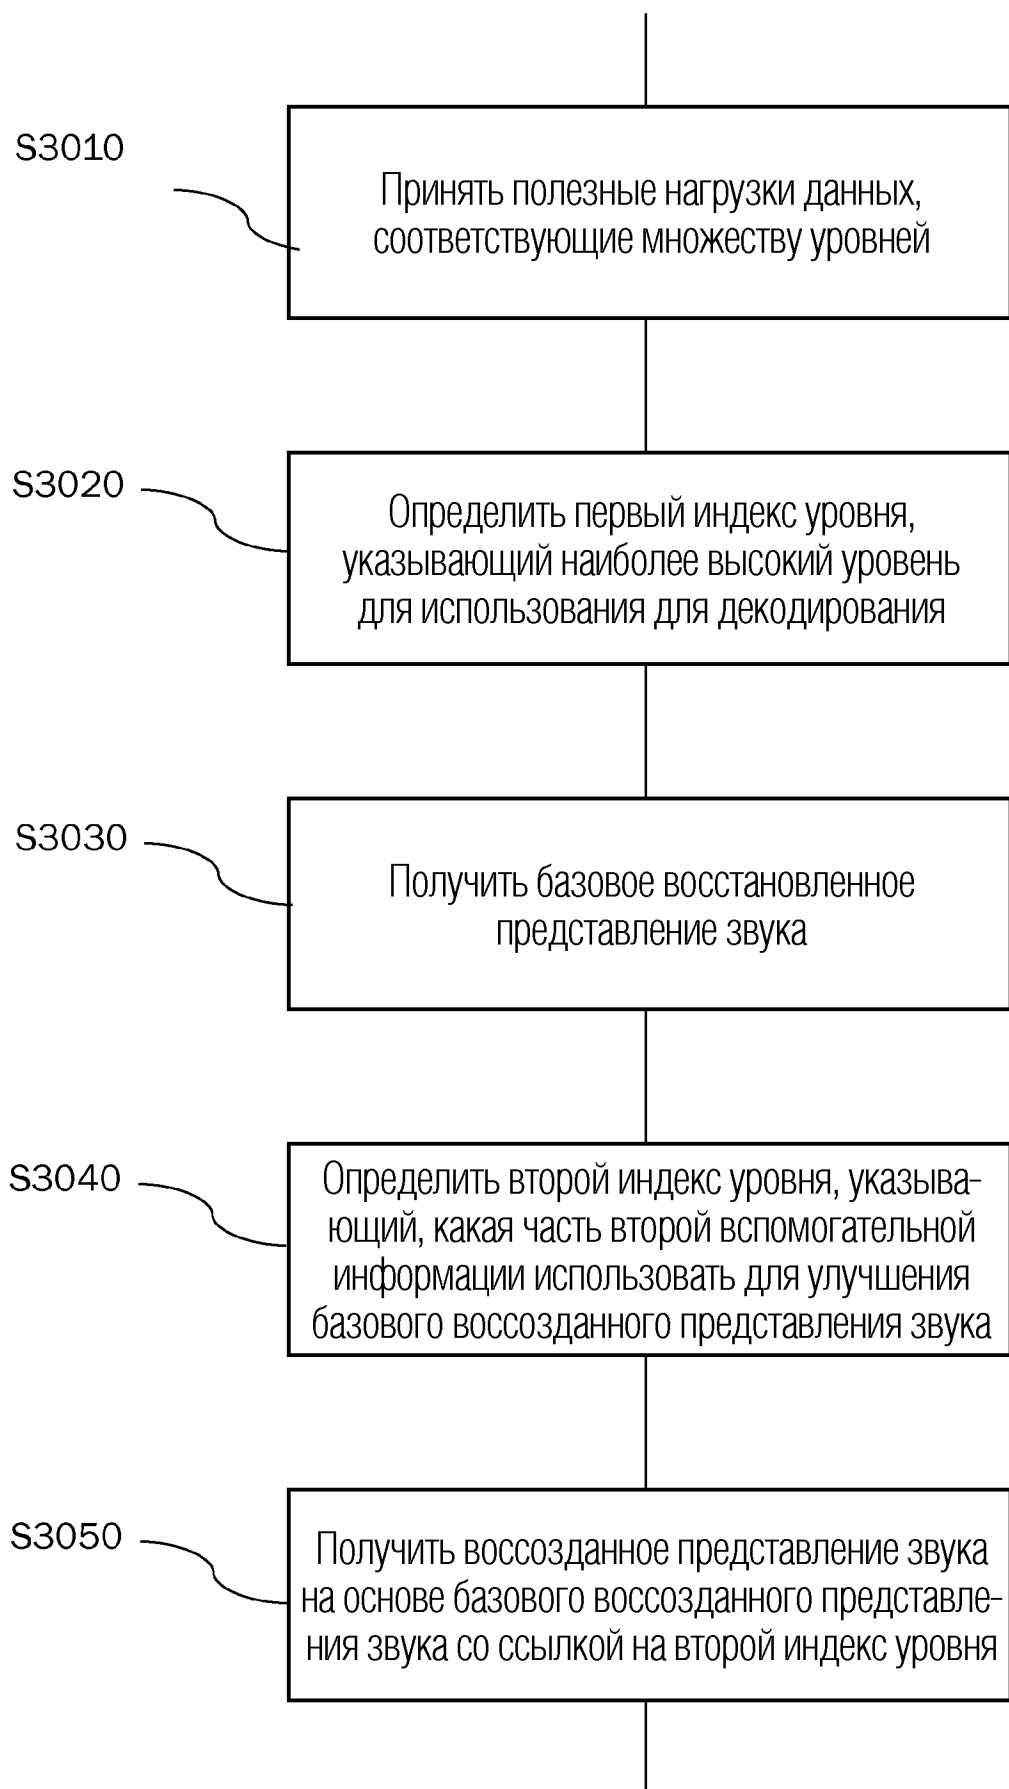 S3010
Принять полезные нагрузки данных,
соответствующие множеству уровней
S3020
Определить первый индекс уровня,
указывающий наиболее высокий уровень
для использования для декодирования
S3030
Получить базовое восстановленное
представление звука
S3040
Определить второй индекс уровня, указыва-
ющий, какая часть второй вспомогательной
информации использовать для улучшения
базового воссозданного представления звука
S3050
Получить воссозданное представление звука
на основе базового воссозданного представле-
ния звука со ссылкой на второй индекс уровня